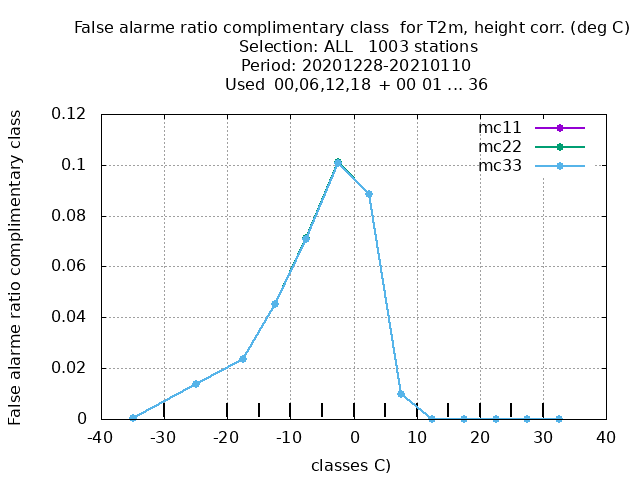 False alarme ratio complimentary class for T2m, height corr. (deg C)
Selection: ALL 1003 stations
Period: 20201228-20210110
Used 00,06,12,18 + 00 01 ... 36
False alarme ratio complimentary class
0.12
0.1
0.08
0.06
0.04
0.02
0
mc11
mc22
mc33
-40 -30 -20 -10 0 10 20 30 40
classes C)